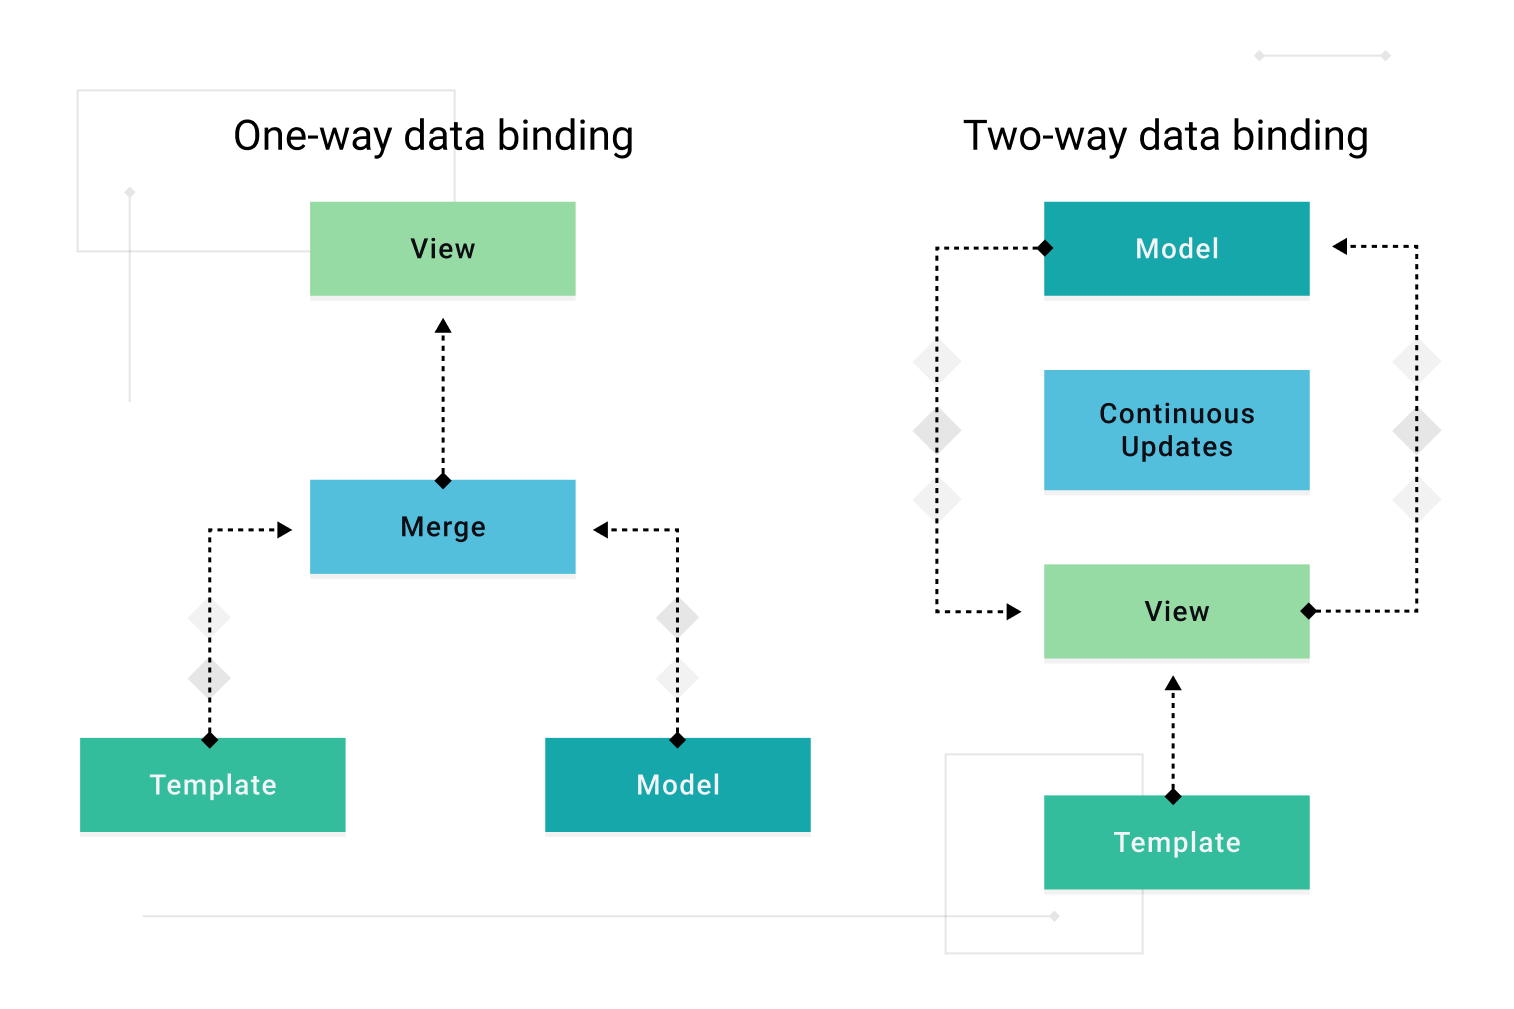 One-way data binding
View
Merge
Template
Model
Two-way data binding
Model
Continuous
Updates
View
Template